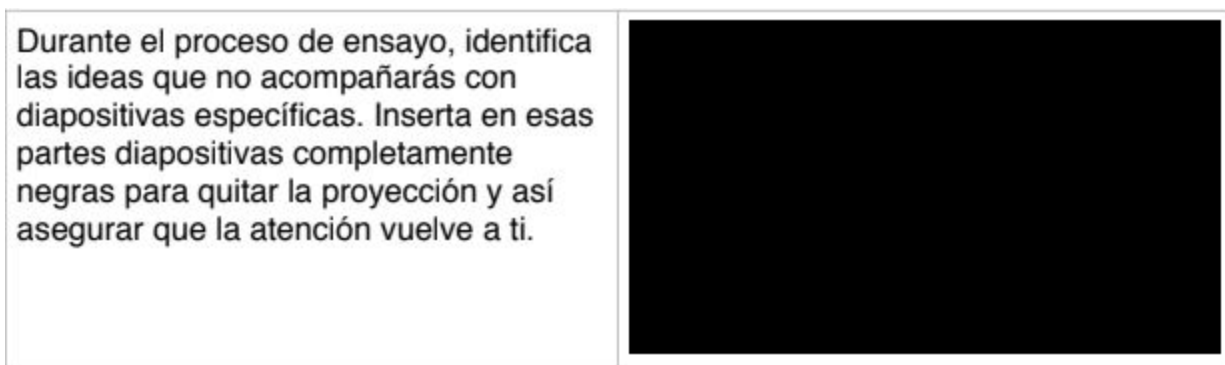 Durante el proceso de ensayo, identifica
las ideas que no acompañarás con
diapositivas específicas. Inserta en esas
partes diapositivas completamente
negras para quitar la proyección y así
asegurar que la atención vuelve a ti.